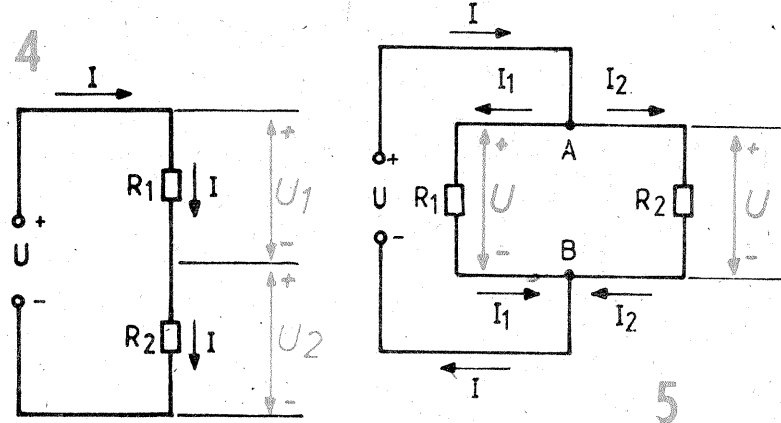 4
I
R1
I
+
U1
-
+
U
-
R2
I
+
U2
-
I
I1
I2
A
+
U
-
R1
+
U
-
R2
+
U
-
B
I1
I2
I
5